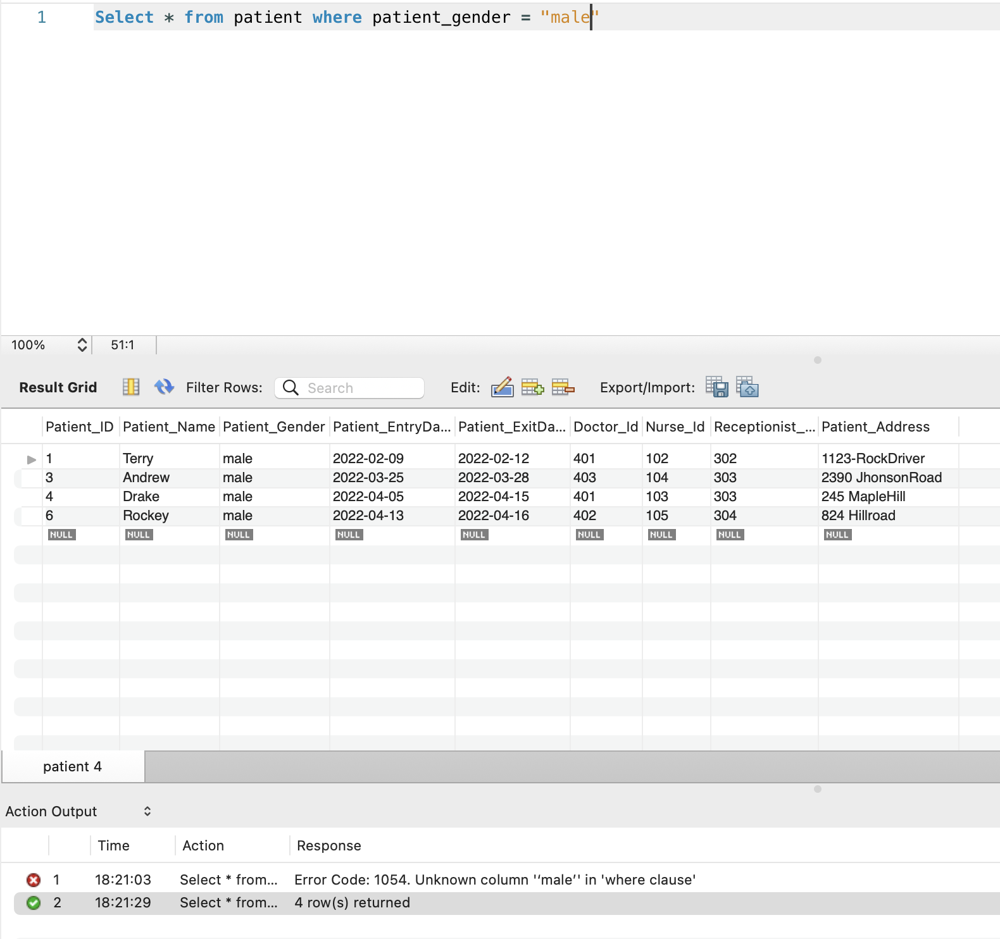 1 Select * from patient where patient_gender = "male"
100% 51:1
Result Grid Filter Rows: Search Edit: Export/Import:
Patient_ID Patient_Name Patient_Gender Patient_EntryDa... Patient_ExitDa... Doctor_Id Nurse_Id Receptionist_... Patient_Address
1 Terry male 2022-02-09 2022-02-12 401 102 302 1123-RockDriver
3 Andrew male 2022-03-25 2022-03-28 403 104 303 2390 JhonsonRoad
4 Drake male 2022-04-05 2022-04-15 401 103 303 245 MapleHill
6 Rockey male 2022-04-13 2022-04-16 402 105 304 824 Hillroad
NULL NULL NULL NULL NULL NULL NULL NULL NULL
patient 4
Action Output
Time Action Response
1 18:21:03 Select * from... Error Code: 1054. Unknown column '‘male’' in 'where clause'
2 18:21:29 Select * from... 4 row(s) returned